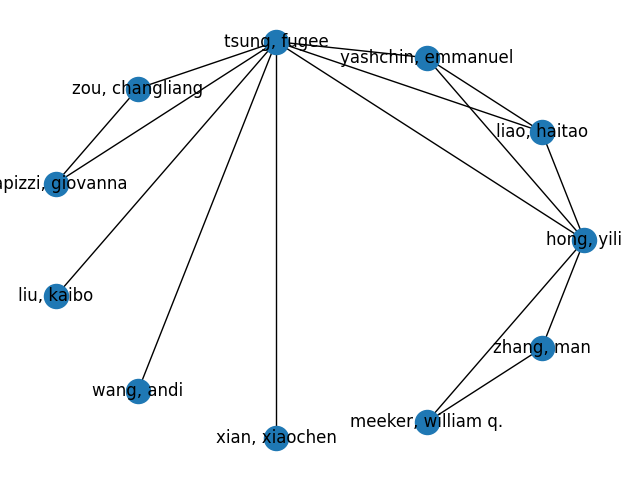 tsung, fugee
yashchin, emmanuel
zou, changliang
liao, haitao
giovanna
hong, yili
liu, kaibo
zhang, man
wang, andi
meeker, william q.
xian, xiaochen